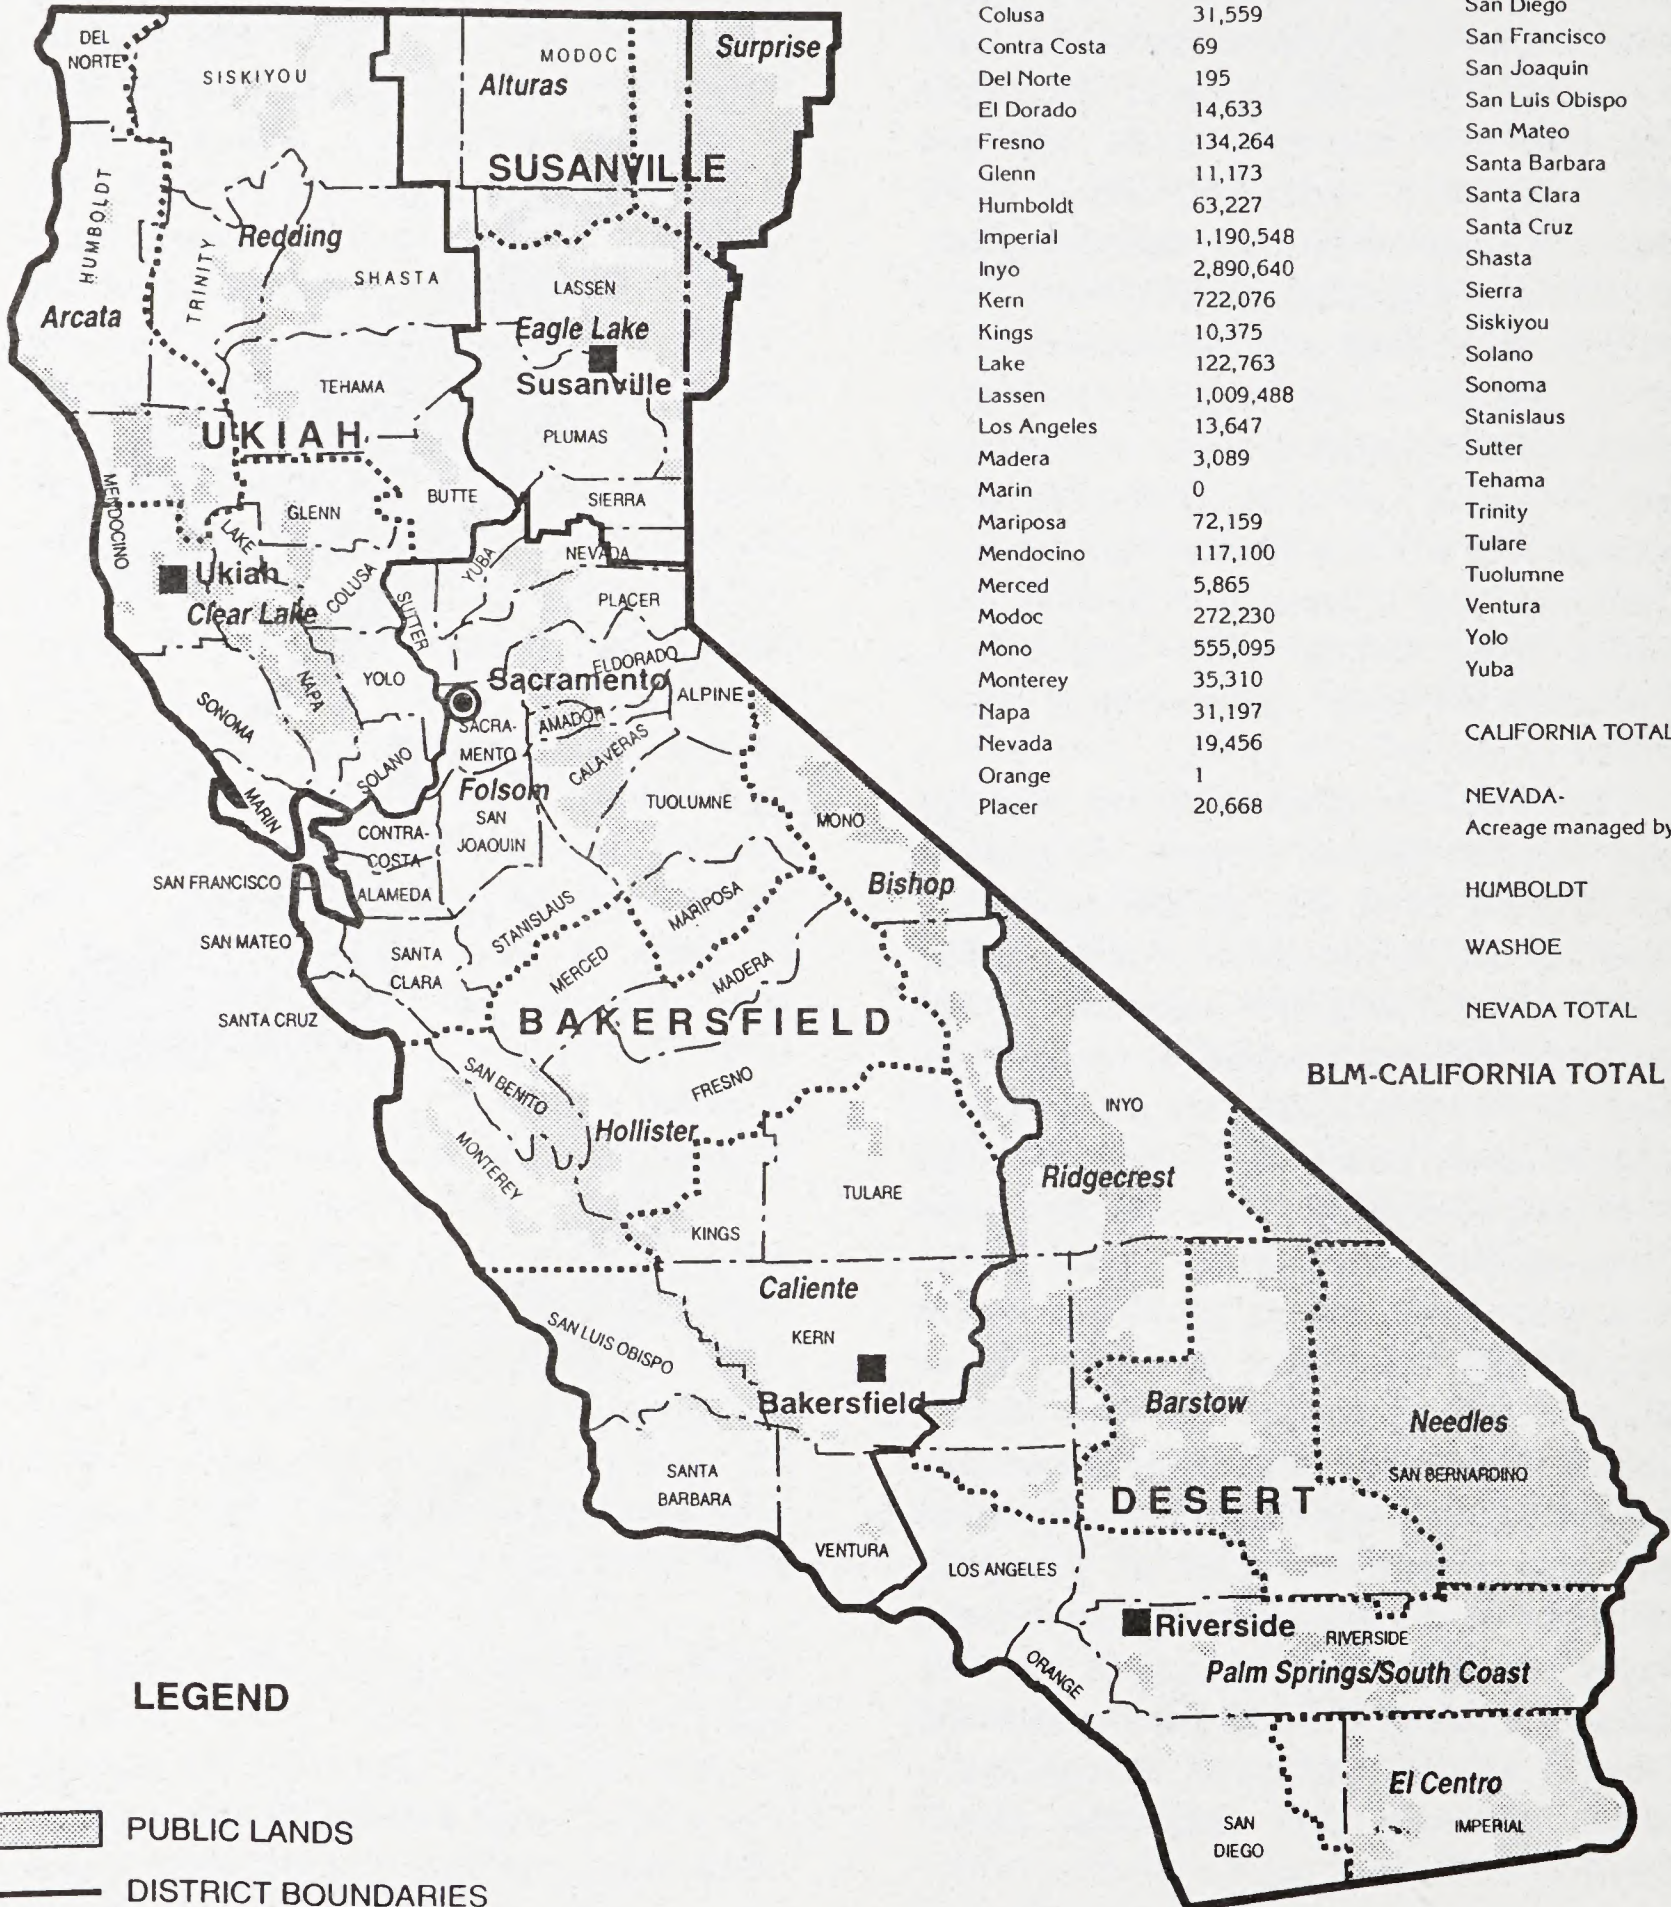 Colusa 31,559
Contra Costa 69
Del Norte 195
El Dorado 14,633
Fresno 134,264
Glenn 11,173
Humboldt 63,227
Imperial 1,190,548
Inyo 2,890,640
Kern 722,076
Kings 10,375
Lake 122,763
Lassen 1,009,488
Los Angeles 13,647
Madera 3,089
Marin 0
Mariposa 72,159
Mendocino 117,100
Merced 5,865
Modoc 272,230
Mono 555,095
Monterey 35,310
Napa 31,197
Nevada 19,456
Orange 1
Placer 20,668
San Diego
San Francisco
San Joaquin
San Luis Obispo
San Mateo
Santa Barbara
Santa Clara
Santa Cruz
Shasta
Sierra
Siskiyou
Solano
Sonoma
Stanislaus
Sutter
Tehama
Trinity
Tulare
Tuolumne
Ventura
Yolo
Yuba
CALIFORNIA TOTAL
NEVADA-
Acreage managed by
HUMBOLDT
WASHOE
NEVADA TOTAL
BLM-CALIFORNIA TOTAL
DEL
NORTE
SISKIYOU
MODOC
Surprise
Alturas
SUSANVILLE
HUMBOLDT
TRINITY
Redding
SHASTA
LASSEN
Arcata
Eagle Lake
Susanville
TEHAMA
UKIAH
PLUMAS
MENDOCINO
GLENN
BUTTE
SIERRA
LAKE
Ukiah
COLUSA
YUBA
NEVADA
Clear Lake
SUTTER
PLACER
NAPA
YOLO
ELDORADO
Sacramento
ALPINE
SONOMA
SACRA-
MENTO
AMADOR
SOLANO
CALAVERAS
Folsom
MARIN
CONTRA-
COSTA
SAN
JOAQUIN
TUOLUMNE
MONO
SAN FRANCISCO
ALAMEDA
Bishop
STANISLAUS
MARIPOSA
SAN MATEO
SANTA
CLARA
MERCED
MADERA
SANTA CRUZ
BAKERSFIELD
SAN BENITO
FRESNO
INYO
Hollister
MONTEREY
Ridgecrest
TULARE
KINGS
Caliente
SAN LUIS OBISPO
KERN
Bakersfield
Barstow
Needles
SANTA
BARBARA
SAN BERNARDINO
DESERT
VENTURA
LOS ANGELES
Riverside
RIVERSIDE
ORANGE
Palm Springs/South Coast
El Centro
SAN
DIEGO
IMPERIAL
LEGEND
PUBLIC LANDS
DISTRICT BOUNDARIES